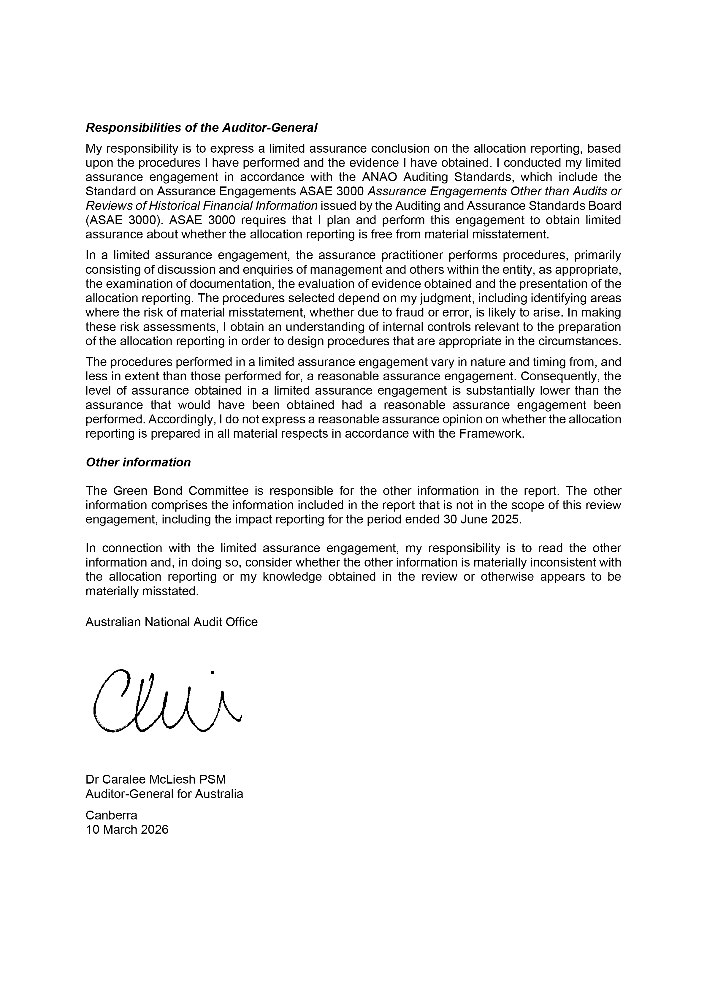 Responsibilities of the Auditor-General
My responsibility is to express a limited assurance conclusion on the allocation reporting, based
upon the procedures I have performed and the evidence I have obtained. I conducted my limited
assurance engagement in accordance with the ANAO Auditing Standards, which include the
Standard on Assurance Engagements ASAE 3000 Assurance Engagements Other than Audits or
Reviews of Historical Financial Information issued by the Auditing and Assurance Standards Board
(ASAE 3000). ASAE 3000 requires that I plan and perform this engagement to obtain limited
assurance about whether the allocation reporting is free from material misstatement.
In a limited assurance engagement, the assurance practitioner performs procedures, primarily
consisting of discussion and enquiries of management and others within the entity, as appropriate,
the examination of documentation, the evaluation of evidence obtained and the presentation of the
allocation reporting. The procedures selected depend on my judgment, including identifying areas
where the risk of material misstatement, whether due to fraud or error, is likely to arise. In making
these risk assessments, I obtain an understanding of internal controls relevant to the preparation
of the allocation reporting in order to design procedures that are appropriate in the circumstances.
The procedures performed in a limited assurance engagement vary in nature and timing from, and
less in extent than those performed for, a reasonable assurance engagement. Consequently, the
level of assurance obtained in a limited assurance engagement is substantially lower than the
assurance that would have been obtained had a reasonable assurance engagement been
performed. Accordingly, I do not express a reasonable assurance opinion on whether the allocation
reporting is prepared in all material respects in accordance with the Framework.
Other information
The Green Bond Committee is responsible for the other information in the report. The other
information comprises the information included in the report that is not in the scope of this review
engagement, including the impact reporting for the period ended 30 June 2025.
In connection with the limited assurance engagement, my responsibility is to read the other
information and, in doing so, consider whether the other information is materially inconsistent with
the allocation reporting or my knowledge obtained in the review or otherwise appears to be
materially misstated.
Australian National Audit Office
Dr Caralee McLiesh PSM
Auditor-General for Australia
Canberra
10 March 2026